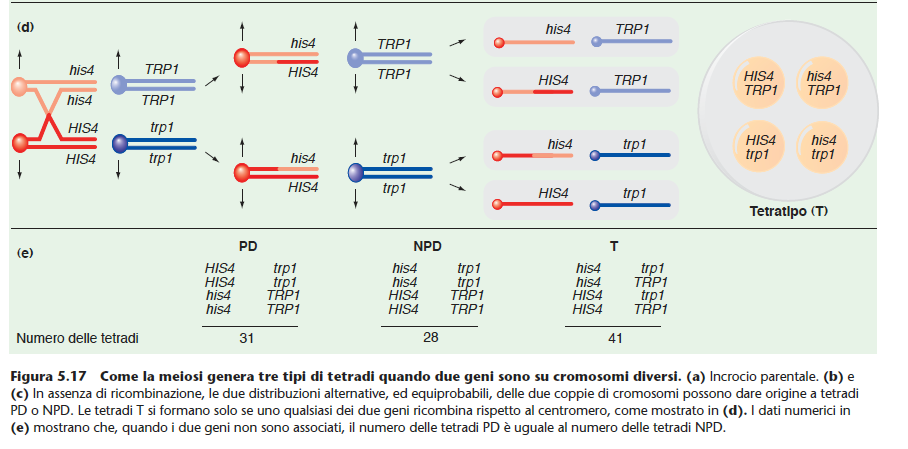 (d)
his4
his4
HIS4
HIS4
TRP1
TRP1
trp1
trp1
his4
HIS4
TRP1
TRP1
his4
HIS4
trp1
trp1
his4 TRP1
HIS4 TRP1
his4 trp1
HIS4 trp1
HIS4
TRP1
his4
TRP1
HIS4
trp1
his4
trp1
Tetratipo (T)
(e)
PD NPD T
HIS4 trp1 his4 trp1 his4 trp1
HIS4 trp1 his4 trp1 his4 TRP1
his4 TRP1 HIS4 TRP1 HIS4 trp1
his4 TRP1 HIS4 TRP1 HIS4 TRP1
Numero delle tetradi 31 28 41
Figura 5.17 Come la meiosi genera tre tipi di tetradi quando due geni sono su cromosomi diversi. (a) Incrocio parentale. (b) e
(c) In assenza di ricombinazione, le due distribuzioni alternative, ed equiprobabili, delle due coppie di cromosomi possono dare origine a tetradi
PD o NPD. Le tetradi T si formano solo se uno qualsiasi dei due geni ricombina rispetto al centromero, come mostrato in (d). I dati numerici in
(e) mostrano che, quando i due geni non sono associati, il numero delle tetradi PD è uguale al numero delle tetradi NPD.